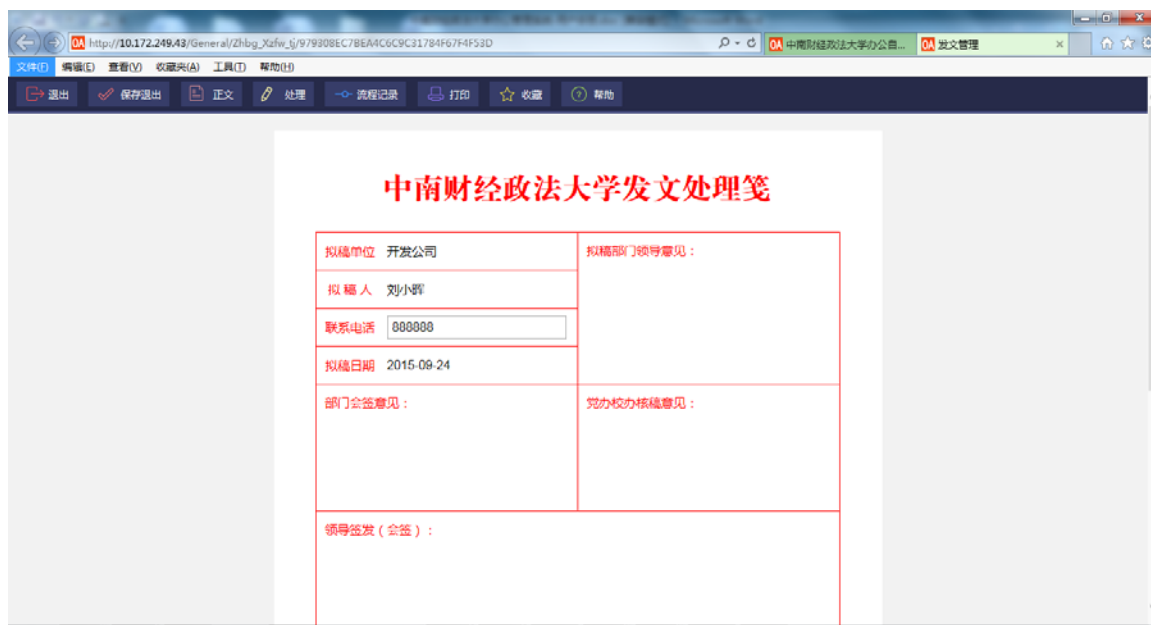 http://10.172.249.43/General/Zhbg_Xzfw_tj/979308EC7BEA4C6C9C31784F67F4F53D
OA 中南财经政法大学办公自...
OA 发文管理
文件(F) 编辑(E) 查看(V) 收藏夹(A) 工具(T) 帮助(H)
退出 保存退出 正文 处理 流程记录 打印 收藏 帮助
中南财经政法大学发文处理笺
拟稿单位 开发公司
拟稿部门领导意见：
拟 稿 人 刘小晖
联系电话 888888
拟稿日期 2015-09-24
部门会签意见：
党办校办核稿意见：
领导签发（会签）：